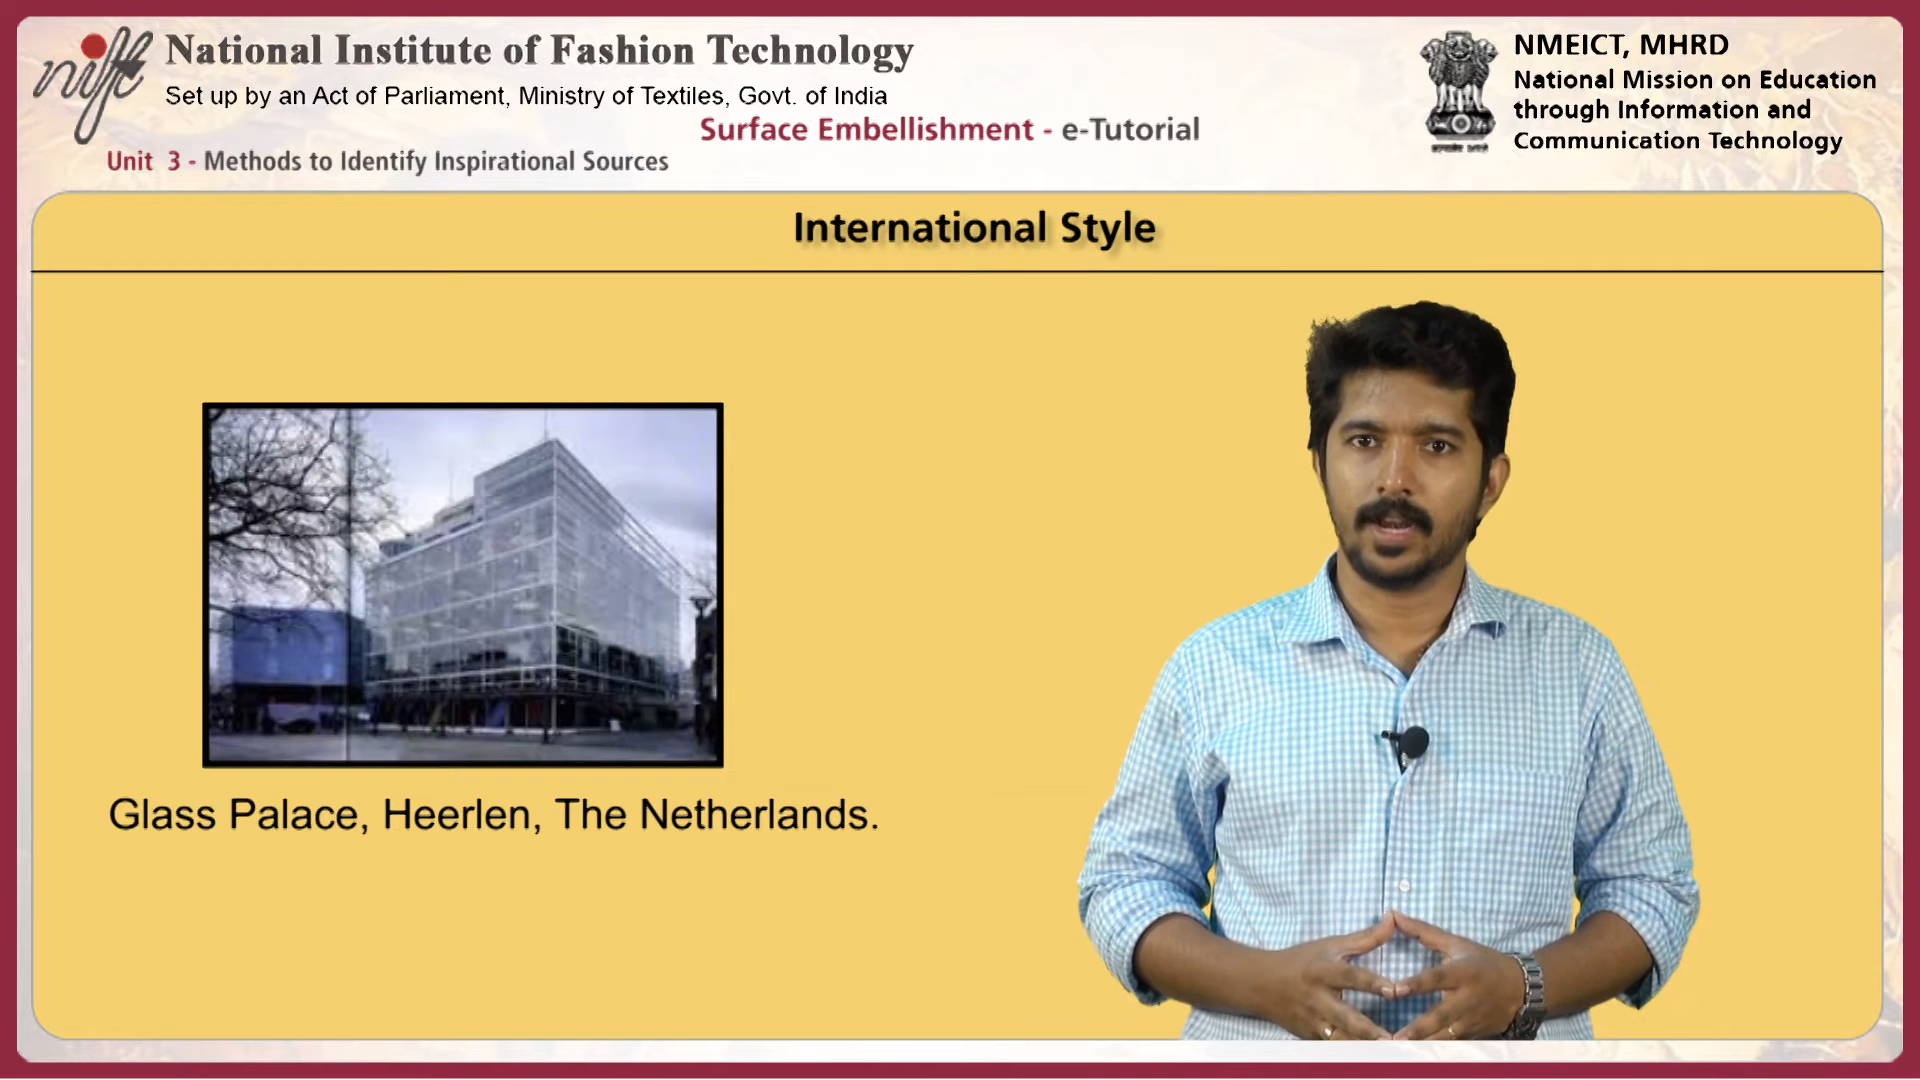 nift
National Institute of Fashion Technology
Set up by an Act of Parliament, Ministry of Textiles, Govt. of India
Surface Embellishment - e-Tutorial
Unit 3 - Methods to Identify Inspirational Sources
NMEICT, MHRD
National Mission on Education
through Information and
Communication Technology
International Style
Glass Palace, Heerlen, The Netherlands.